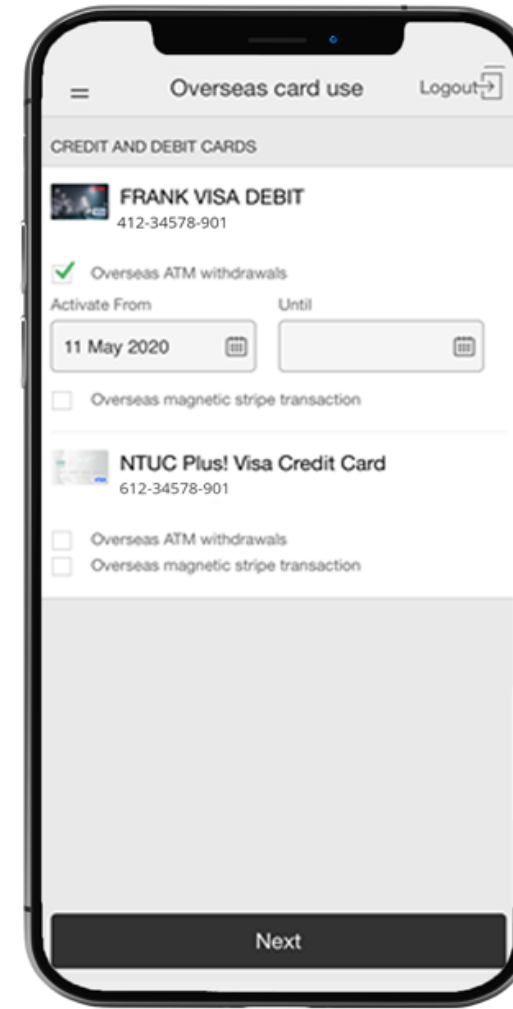 Overseas card use
Logout
CREDIT AND DEBIT CARDS
FRANK VISA DEBIT
412-34578-901
Overseas ATM withdrawals
Activate From Until
11 May 2020
Overseas magnetic stripe transaction
NTUC Plus! Visa Credit Card
612-34578-901
Overseas ATM withdrawals
Overseas magnetic stripe transaction
Next